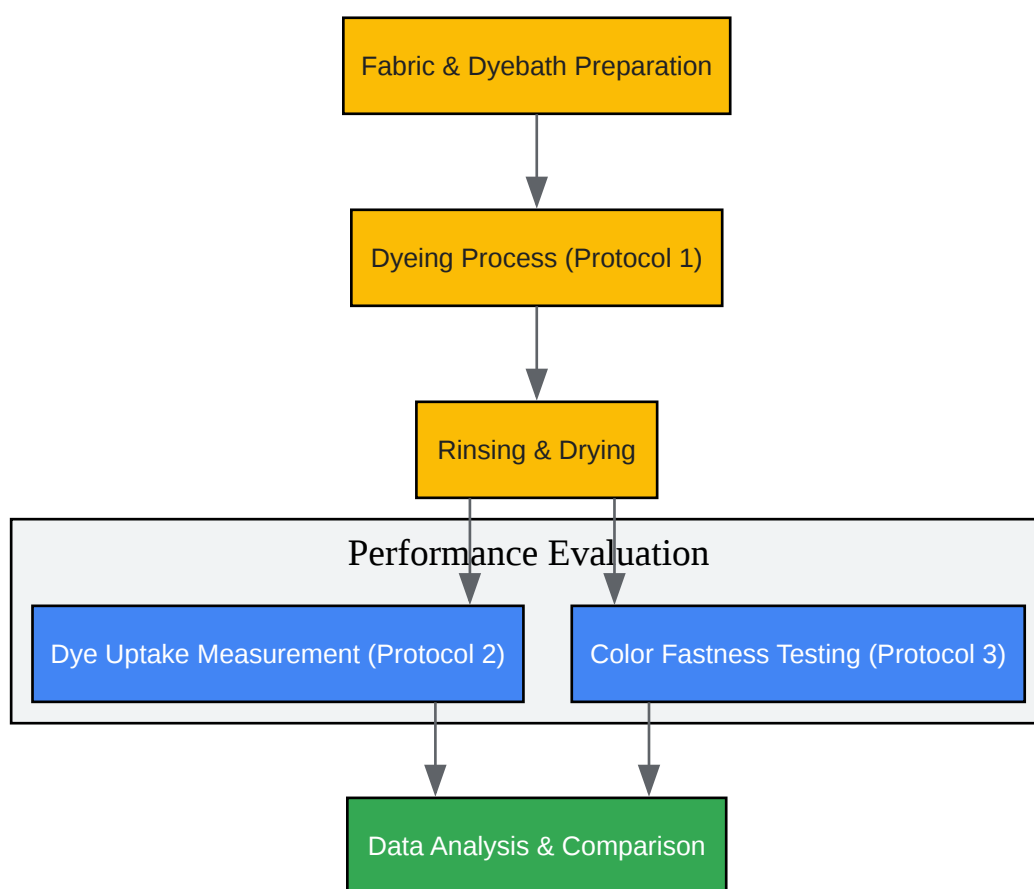 Fabric & Dyebath Preparation
Dyeing Process (Protocol 1)
Rinsing & Drying
Performance Evaluation
Dye Uptake Measurement (Protocol 2)
Color Fastness Testing (Protocol 3)
Data Analysis & Comparison